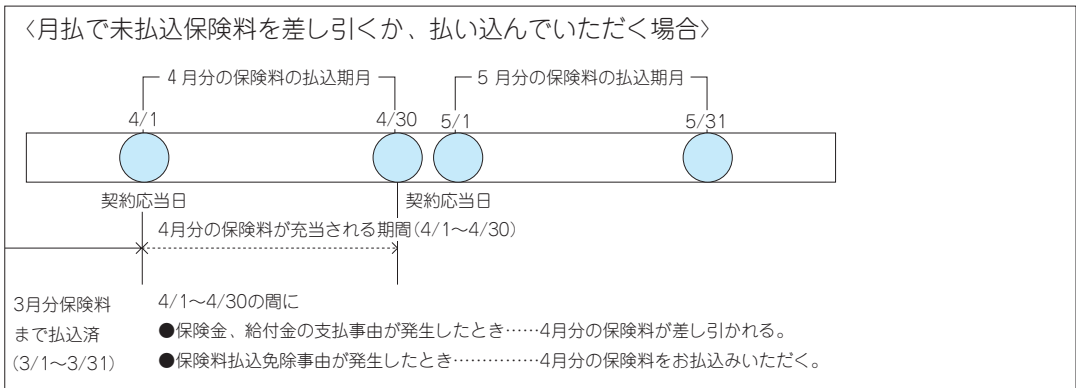 〈月払で未払込保険料を差し引くか、払い込んでいただく場合〉
4月分の保険料の払込期月
5月分の保険料の払込期月
4/1
4/30
5/1
5/31
契約応当日
契約応当日
4月分の保険料が充当される期間(4/1～4/30)
3月分保険料
まで払込済
(3/1～3/31)
4/1～4/30の間に
●保険金、給付金の支払事由が発生したとき……4月分の保険料が差し引かれる。
●保険料払込免除事由が発生したとき……………4月分の保険料をお払込みいただく。